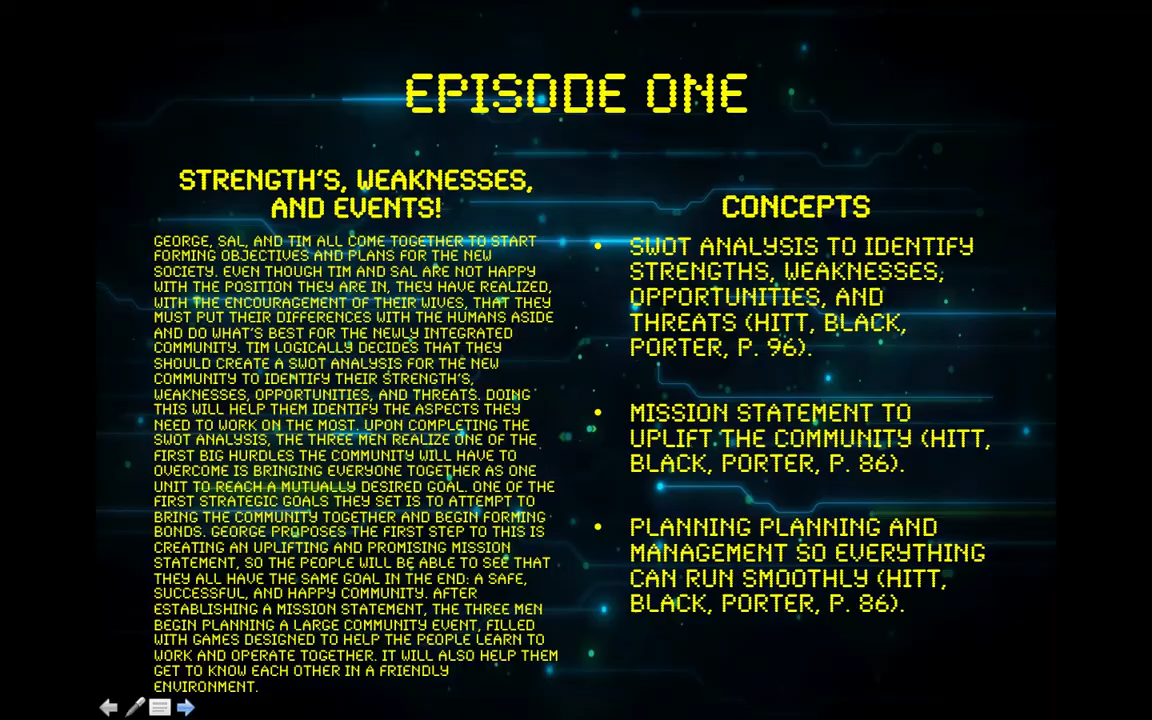 EPISODE ONE
STRENGTH'S, WEAKNESSES,
AND EVENTS!
GEORGE, SAL, AND TIM ALL COME TOGETHER TO START
FORMING OBJECTIVES AND PLANS FOR THE NEW
SOCIETY. EVEN THOUGH TIM AND SAL ARE NOT HAPPY
WITH THE POSITION THEY ARE IN, THEY HAVE REALIZED,
WITH THE ENCOURAGEMENT OF THEIR WIVES, THAT THEY
MUST PUT THEIR DIFFERENCES WITH THE HUMANS ASIDE
AND DO WHAT'S BEST FOR THE NEWLY INTEGRATED
COMMUNITY. TIM LOGICALLY DECIDES THAT THEY
SHOULD CREATE A SWOT ANALYSIS FOR THE NEW
COMMUNITY TO IDENTIFY THEIR STRENGTH'S,
WEAKNESSES, OPPORTUNITIES, AND THREATS. DOING
THIS WILL HELP THEM IDENTIFY THE ASPECTS THEY
NEED TO WORK ON THE MOST. UPON COMPLETING THE
SWOT ANALYSIS, THE THREE MEN REALIZE ONE OF THE
FIRST BIG HURDLES THE COMMUNITY WILL HAVE TO
OVERCOME IS BRINGING EVERYONE TOGETHER AS ONE
UNIT TO REACH A MUTUALLY DESIRED GOAL. ONE OF THE
FIRST STRATEGIC GOALS THEY SET IS TO ATTEMPT TO
BRING THE COMMUNITY TOGETHER AND BEGIN FORMING
BONDS. GEORGE PROPOSES THE FIRST STEP TO THIS IS
CREATING AN UPLIFTING AND PROMISING MISSION
STATEMENT, SO THE PEOPLE WILL BE ABLE TO SEE THAT
THEY ALL HAVE THE SAME GOAL IN THE END: A SAFE,
SUCCESSFUL, AND HAPPY COMMUNITY. AFTER
ESTABLISHING A MISSION STATEMENT, THE THREE MEN
BEGIN PLANNING A LARGE COMMUNITY EVENT, FILLED
WITH GAMES DESIGNED TO HELP THE PEOPLE LEARN TO
WORK AND OPERATE TOGETHER. IT WILL ALSO HELP THEM
GET TO KNOW EACH OTHER IN A FRIENDLY
ENVIRONMENT.
CONCEPTS
• SWOT ANALYSIS TO IDENTIFY
STRENGTHS, WEAKNESSES,
OPPORTUNITIES, AND
THREATS (HITT, BLACK,
PORTER, P. 96).
• MISSION STATEMENT TO
UPLIFT THE COMMUNITY (HITT,
BLACK, PORTER, P. 86).
• PLANNING PLANNING AND
MANAGEMENT SO EVERYTHING
CAN RUN SMOOTHLY (HITT,
BLACK, PORTER, P. 86).